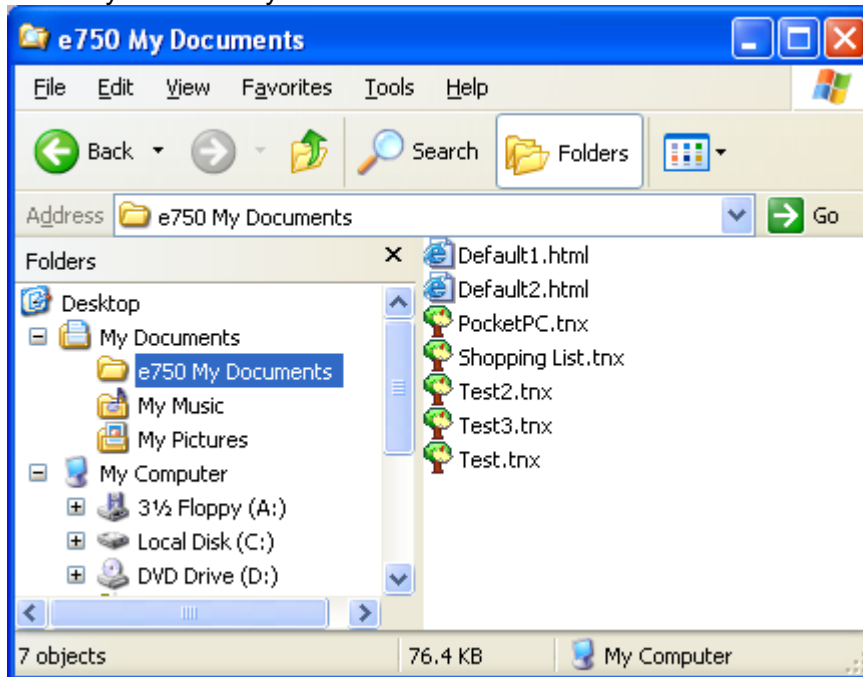 e750 My Documents
File Edit View Favorites Tools Help
Back Search Folders
Address e750 My Documents Go
Folders
Desktop
My Documents
e750 My Documents
My Music
My Pictures
My Computer
3½ Floppy (A:)
Local Disk (C:)
DVD Drive (D:)
Default1.html
Default2.html
PocketPC.tnx
Shopping List.tnx
Test2.tnx
Test3.tnx
Test.tnx
7 objects 76.4 KB My Computer